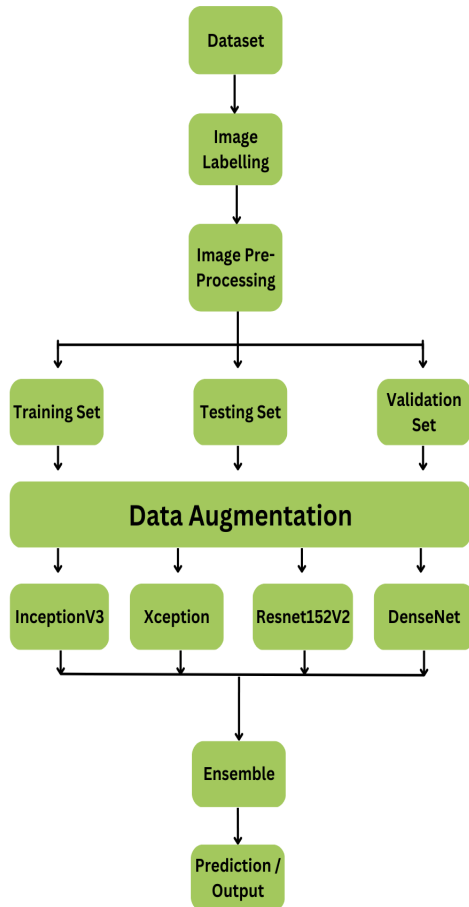 Dataset
Image
Labelling
Image Pre-
Processing
Training Set
Testing Set
Validation
Set
Data Augmentation
InceptionV3
Xception
Resnet152V2
DenseNet
Ensemble
Prediction /
Output